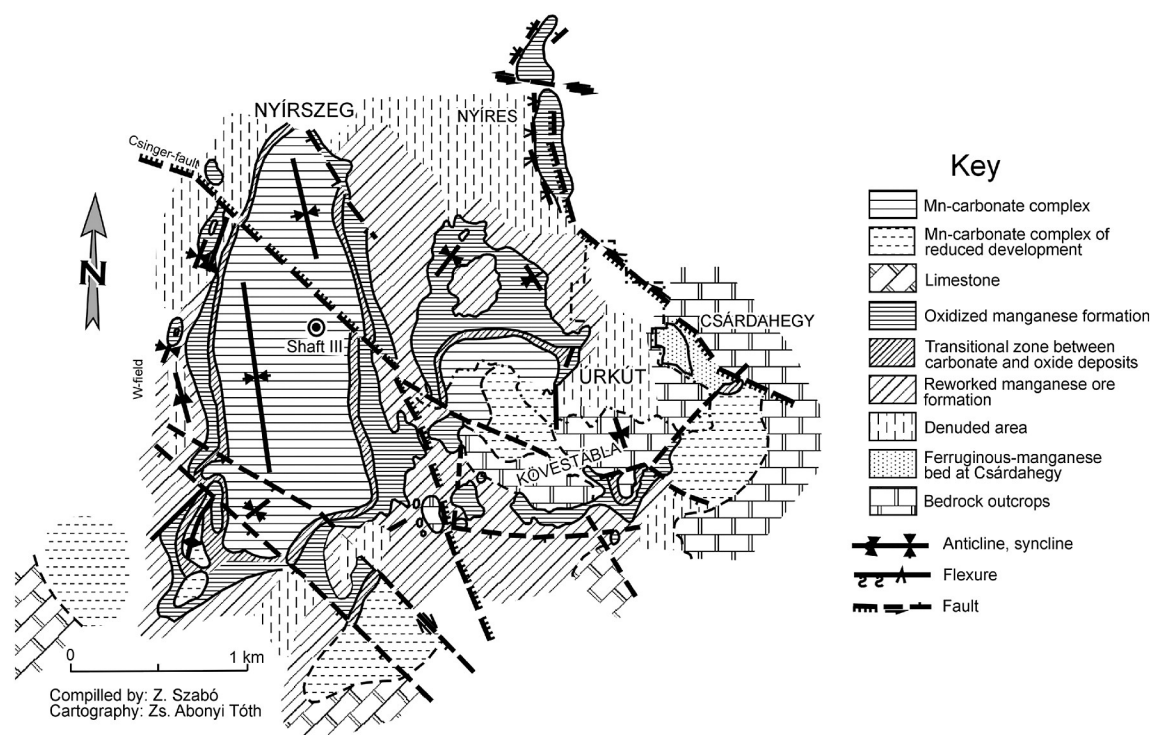 NYÍRSZEG
NYÍRES
Csinger-fault
N
CSÁRDAHEGY
Shaft III
W-field
ÚRKÚT
KÖVESTÁBLA
0 1 km
Compilled by: Z. Szabó
Cartography: Zs. Abonyi Tóth
Key
Mn-carbonate complex
Mn-carbonate complex of
reduced development
Limestone
Oxidized manganese formation
Transitional zone between
carbonate and oxide deposits
Reworked manganese ore
formation
Denuded area
Ferruginous-manganese
bed at Csárdahegy
Bedrock outcrops
Anticline, syncline
Flexure
Fault